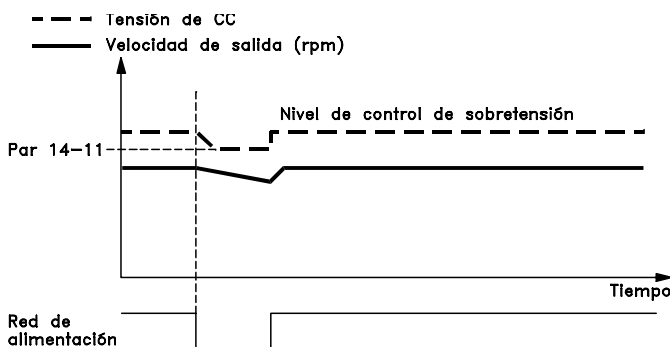 Tensión de CC
Velocidad de salida (rpm)
Nivel de control de sobretensión
Par 14-11
Tiempo
Red de
alimentación